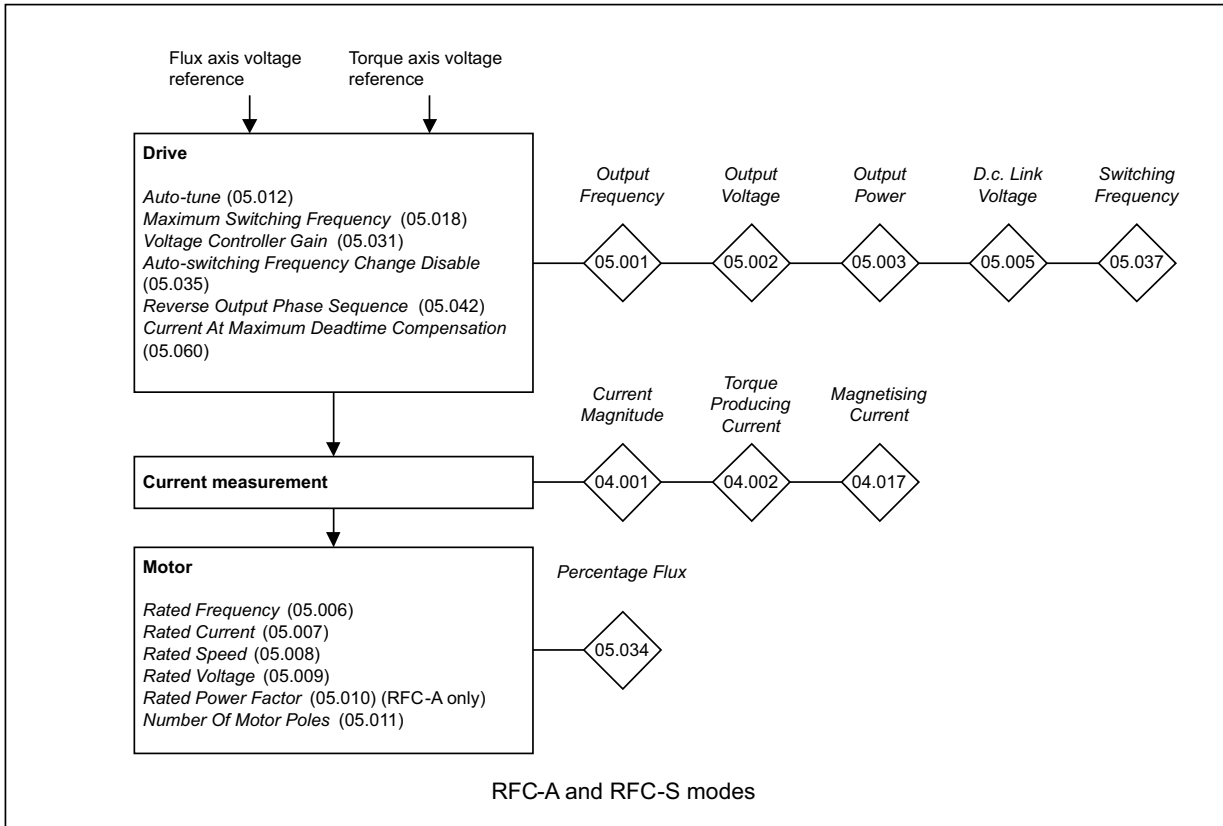 Flux axis voltage
reference
Torque axis voltage
reference
Drive
Auto-tune (05.012)
Maximum Switching Frequency (05.018)
Voltage Controller Gain (05.031)
Auto-switching Frequency Change Disable
(05.035)
Reverse Output Phase Sequence (05.042)
Current At Maximum Deadtime Compensation
(05.060)
Output
Frequency
Output
Voltage
Output
Power
D.c. Link
Voltage
Switching
Frequency
05.001
05.002
05.003
05.005
05.037
Current measurement
Current
Magnitude
Torque
Producing
Current
Magnetising
Current
04.001
04.002
04.017
Motor
Rated Frequency (05.006)
Rated Current (05.007)
Rated Speed (05.008)
Rated Voltage (05.009)
Rated Power Factor (05.010) (RFC-A only)
Number Of Motor Poles (05.011)
Percentage Flux
05.034
RFC-A and RFC-S modes